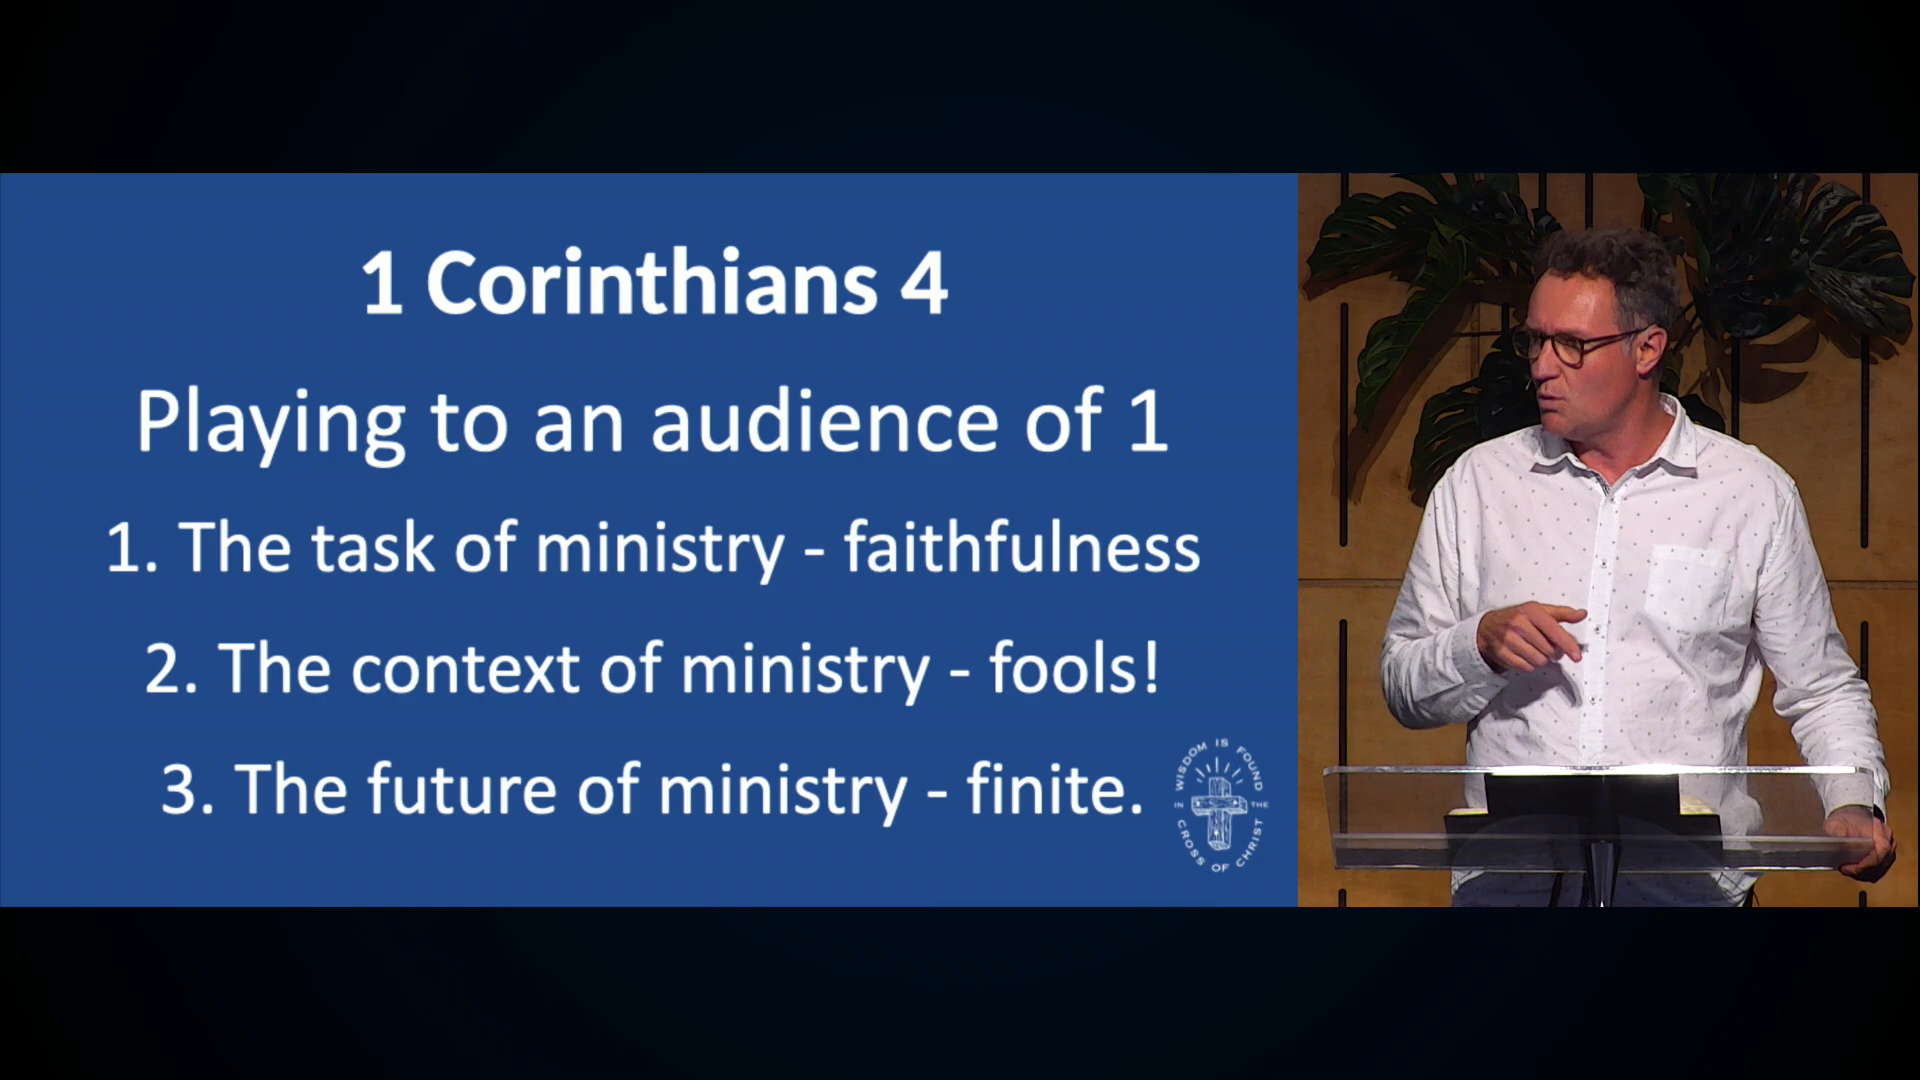 1 Corinthians 4
Playing to an audience of 1
1. The task of ministry - faithfulness
2. The context of ministry - fools!
3. The future of ministry - finite.
WISDOM IS FOUND
IN THE
CROSS OF CHRIST